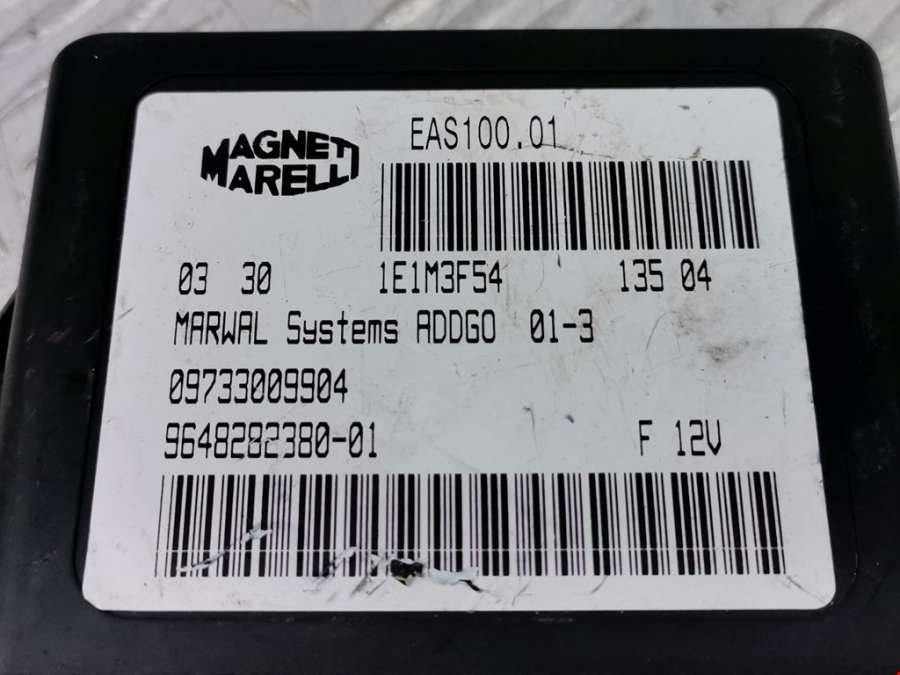 MAGNETI
MARELLI
EAS100.01
03 30 1E1M3F54 135 04
MARWAL Systems ADDGO 01-3
09733009904
9648282380-01 F 12V